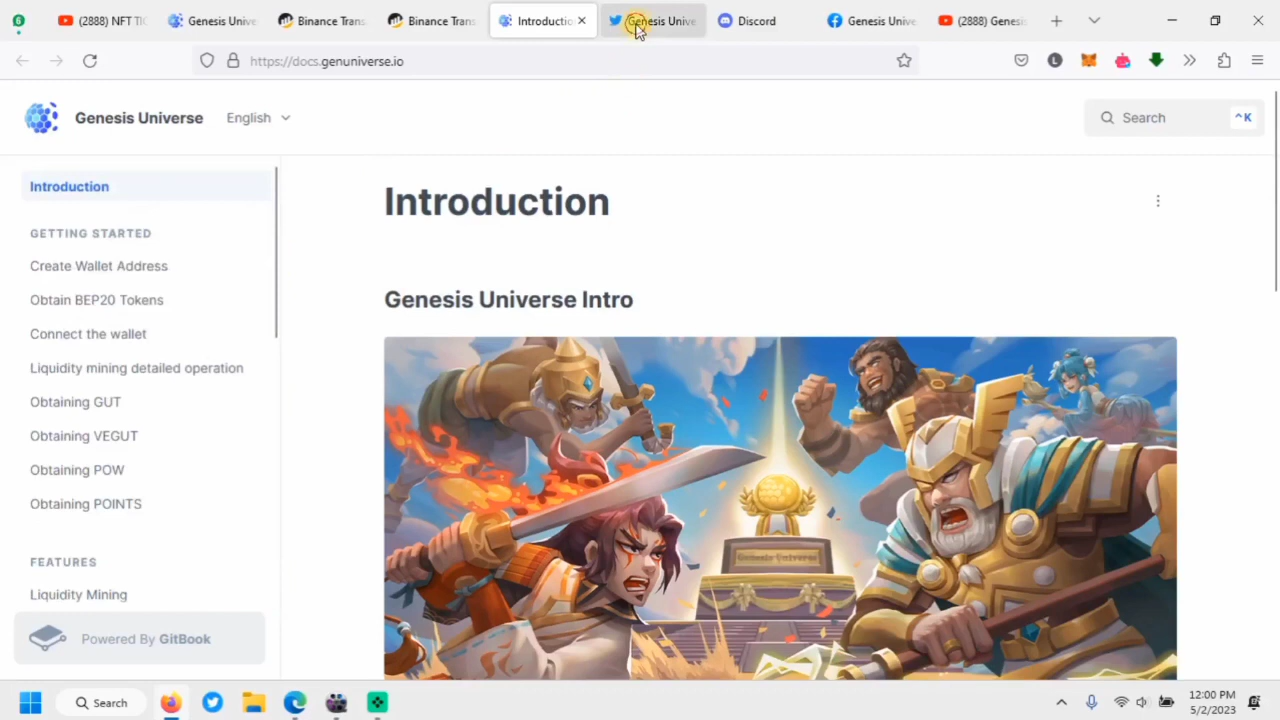 (2888) NFT TI
Genesis Unive
Binance Trans
Binance Trans
Introductio
Genesis Unive
Discord
Genesis Unive
(2888) Genesis
https://docs.genuniverse.io
Genesis Universe
English
Search
^K
Introduction
GETTING STARTED
Create Wallet Address
Obtain BEP20 Tokens
Connect the wallet
Liquidity mining detailed operation
Obtaining GUT
Obtaining VEGUT
Obtaining POW
Obtaining POINTS
FEATURES
Liquidity Mining
Powered By GitBook
Introduction
Genesis Universe Intro
Genesis Universe
Search
12:00 PM
5/2/2023